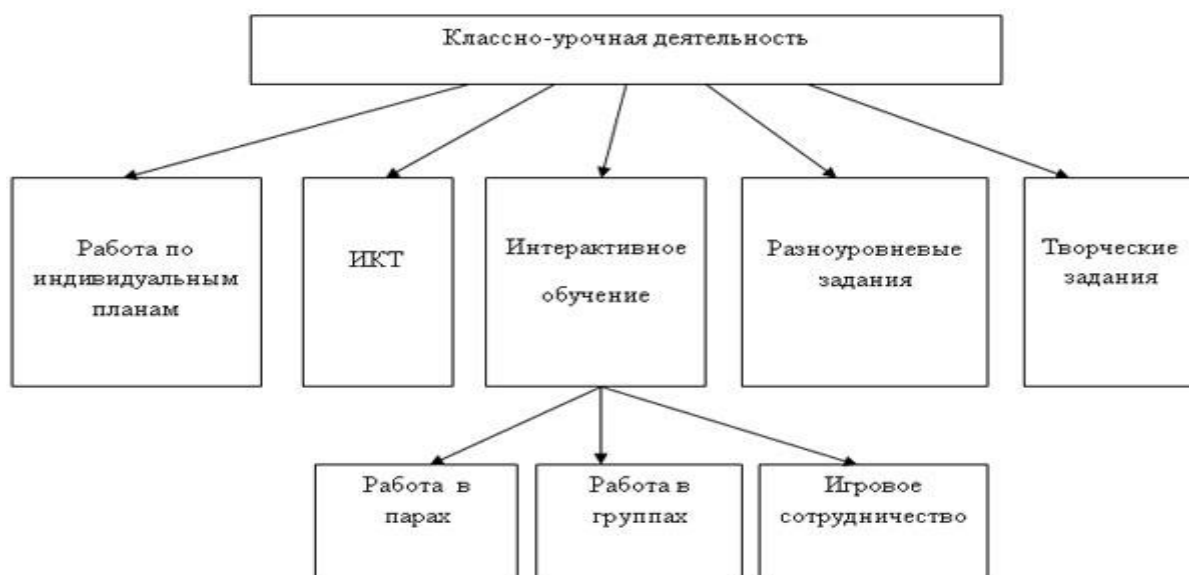 Классно-урочная деятельность
Работа по
индивидуальным
планам
ИКТ
Интерактивное
обучение
Разноуровневые
задания
Творческие
задания
Работа в
парах
Работа в
группах
Игровое
сотрудничество